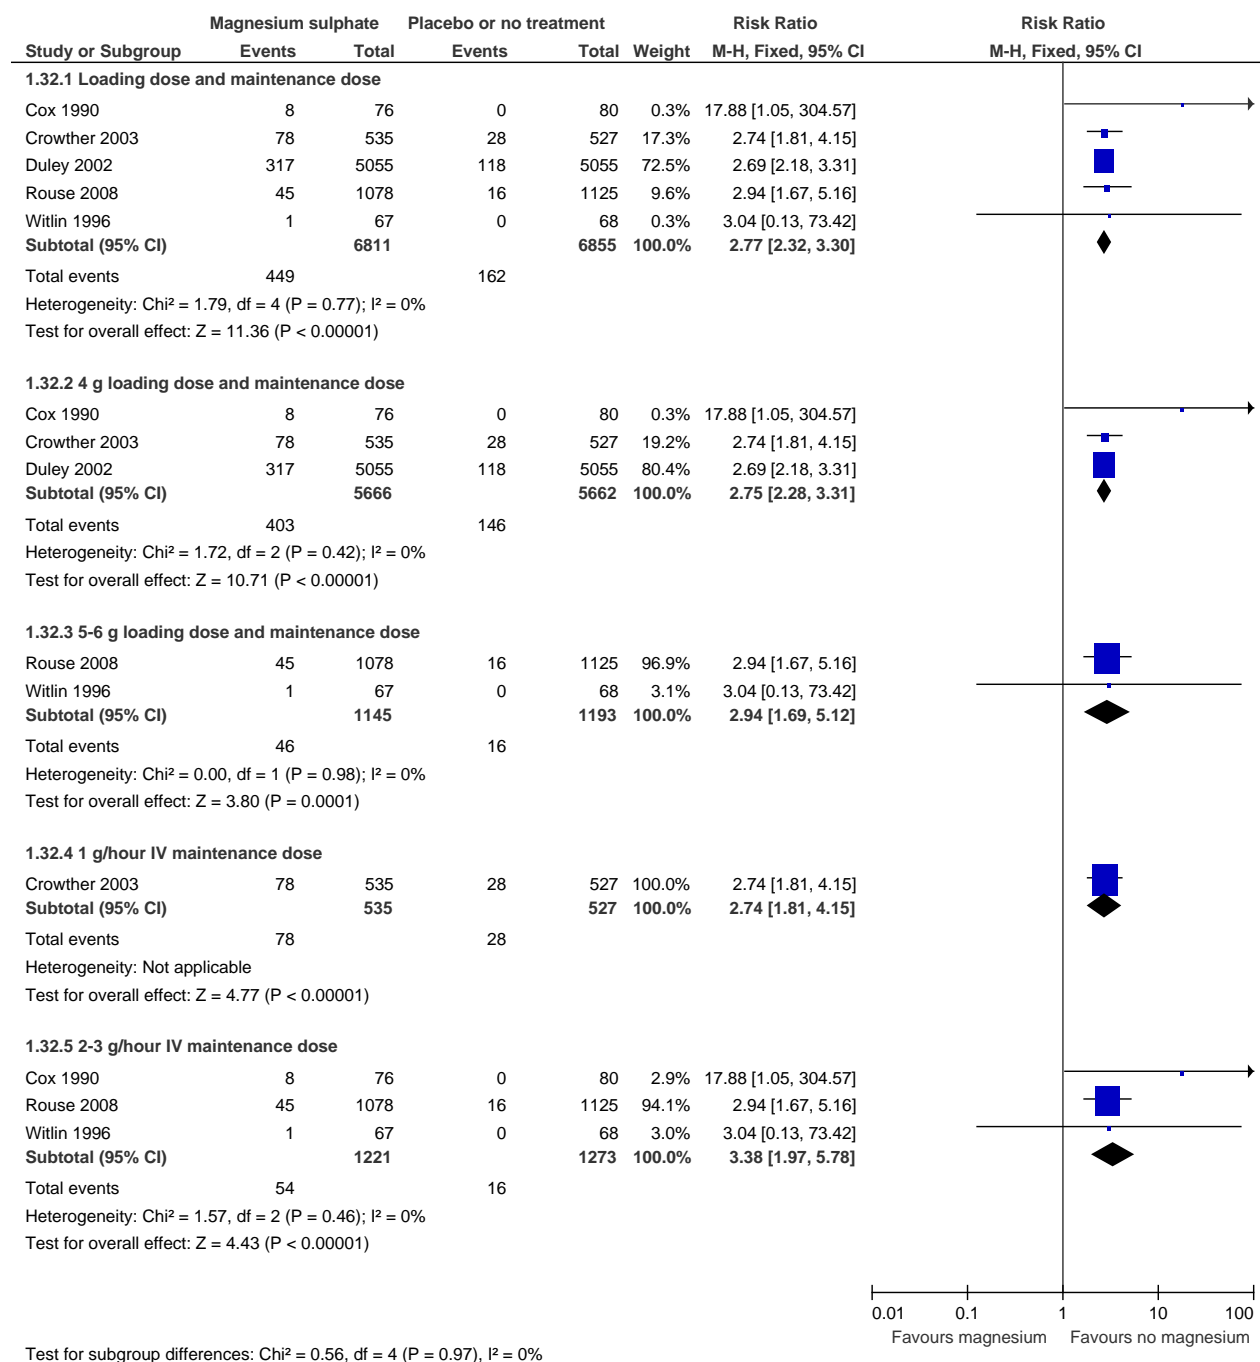 Magnesium sulphate Placebo or no treatment Risk Ratio Risk Ratio
Study or Subgroup Events Total Events Total Weight M-H, Fixed, 95% CI M-H, Fixed, 95% CI
1.32.1 Loading dose and maintenance dose
Cox 1990 8 76 0 80 0.3% 17.88 [1.05, 304.57]
Crowther 2003 78 535 28 527 17.3% 2.74 [1.81, 4.15]
Duley 2002 317 5055 118 5055 72.5% 2.69 [2.18, 3.31]
Rouse 2008 45 1078 16 1125 9.6% 2.94 [1.67, 5.16]
Witlin 1996 1 67 0 68 0.3% 3.04 [0.13, 73.42]
Subtotal (95% CI) 6811 6855 100.0% 2.77 [2.32, 3.30]
Total events 449 162
Heterogeneity: Chi² = 1.79, df = 4 (P = 0.77); I² = 0%
Test for overall effect: Z = 11.36 (P < 0.00001)
1.32.2 4 g loading dose and maintenance dose
Cox 1990 8 76 0 80 0.3% 17.88 [1.05, 304.57]
Crowther 2003 78 535 28 527 19.2% 2.74 [1.81, 4.15]
Duley 2002 317 5055 118 5055 80.4% 2.69 [2.18, 3.31]
Subtotal (95% CI) 5666 5662 100.0% 2.75 [2.28, 3.31]
Total events 403 146
Heterogeneity: Chi² = 1.72, df = 2 (P = 0.42); I² = 0%
Test for overall effect: Z = 10.71 (P < 0.00001)
1.32.3 5-6 g loading dose and maintenance dose
Rouse 2008 45 1078 16 1125 96.9% 2.94 [1.67, 5.16]
Witlin 1996 1 67 0 68 3.1% 3.04 [0.13, 73.42]
Subtotal (95% CI) 1145 1193 100.0% 2.94 [1.69, 5.12]
Total events 46 16
Heterogeneity: Chi² = 0.00, df = 1 (P = 0.98); I² = 0%
Test for overall effect: Z = 3.80 (P = 0.0001)
1.32.4 1 g/hour IV maintenance dose
Crowther 2003 78 535 28 527 100.0% 2.74 [1.81, 4.15]
Subtotal (95% CI) 535 527 100.0% 2.74 [1.81, 4.15]
Total events 78 28
Heterogeneity: Not applicable
Test for overall effect: Z = 4.77 (P < 0.00001)
1.32.5 2-3 g/hour IV maintenance dose
Cox 1990 8 76 0 80 2.9% 17.88 [1.05, 304.57]
Rouse 2008 45 1078 16 1125 94.1% 2.94 [1.67, 5.16]
Witlin 1996 1 67 0 68 3.0% 3.04 [0.13, 73.42]
Subtotal (95% CI) 1221 1273 100.0% 3.38 [1.97, 5.78]
Total events 54 16
Heterogeneity: Chi² = 1.57, df = 2 (P = 0.46); I² = 0%
Test for overall effect: Z = 4.43 (P < 0.00001)
0.01 0.1 1 10 100
Favours magnesium Favours no magnesium
Test for subgroup differences: Chi² = 0.56, df = 4 (P = 0.97), I² = 0%